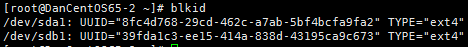 [root@DanCentOS65-2 ~]# blkid
/dev/sda1: UUID="8fc4d768-29cd-462c-a7ab-5bf4bcfa9fa2" TYPE="ext4"
/dev/sdb1: UUID="39fda1c3-ee15-414a-838d-43195ca9c673" TYPE="ext4"